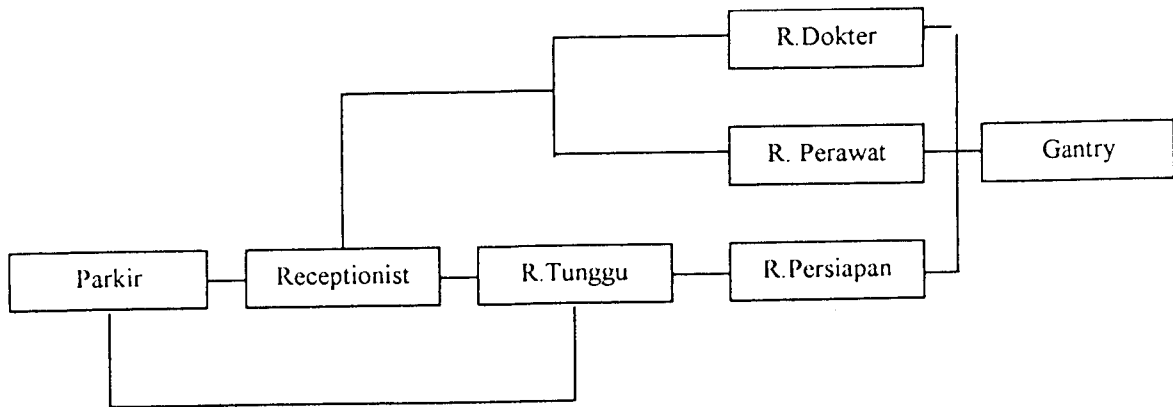 R.Dokter
R. Perawat
Gantry
Parkir
Receptionist
R.Tunggu
R.Persiapan